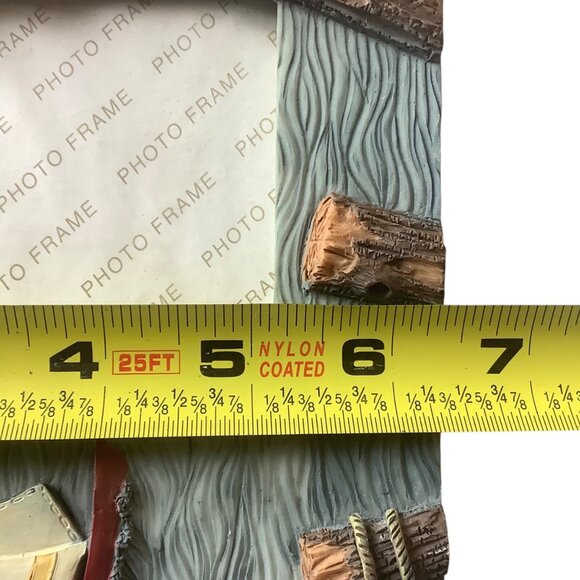 PHOTO FRAME
PHOTO FRAME
PHOTO FRAME
PHOTO FRAME
PHOTO FRAME
PHOTO FRAME
PHOTO FRAME
4 25FT 5 NYLON COATED 6 7
3/8 1/2 5/8 3/4 7/8 1/8 1/4 3/8 1/2 5/8 3/4 7/8 1/8 1/4 3/8 1/2 5/8 3/4 7/8 1/8 1/4 3/8 1/2 5/8 3/4 7/8 1/8 1/4 3/8